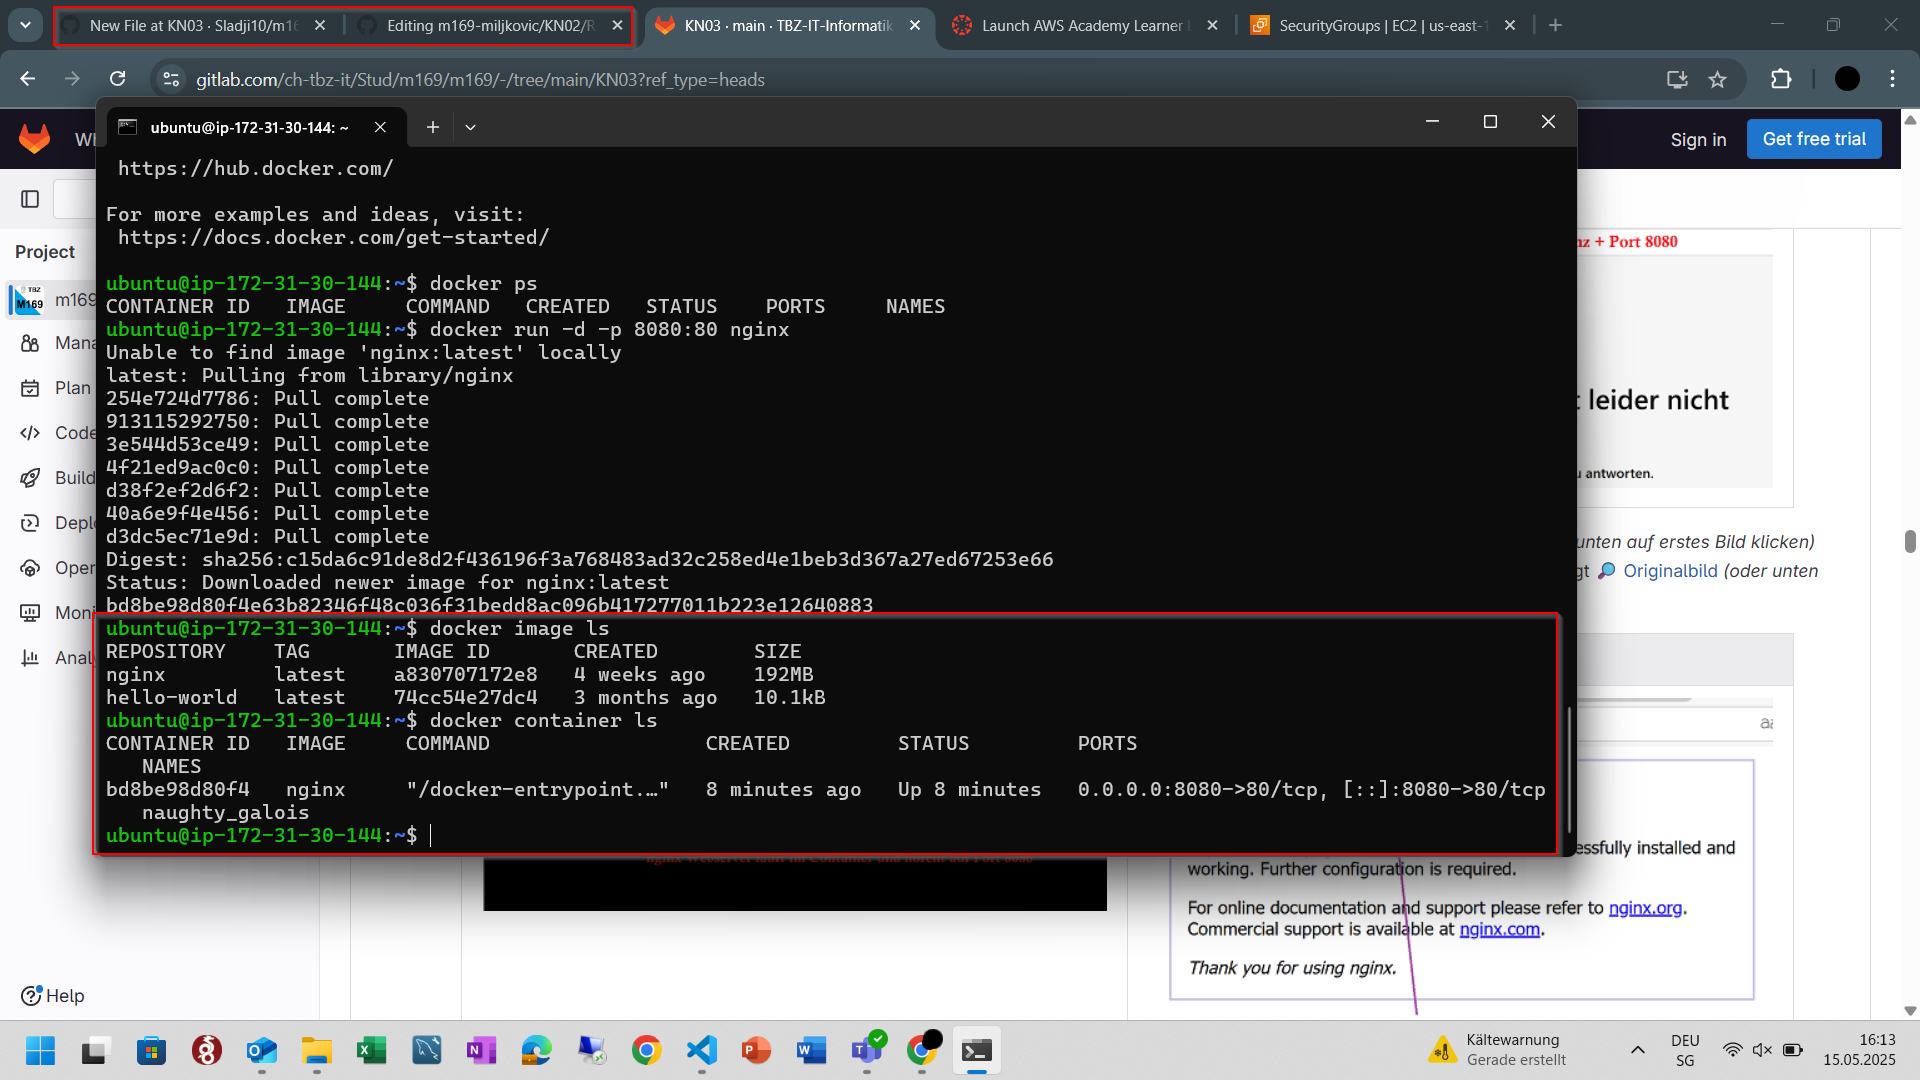 New File at KN03 · Sladji10/m16
Editing m169-miljkovic/KN02/R
KN03 · main · TBZ-IT-Informatik
Launch AWS Academy Learner
SecurityGroups | EC2 | us-east-
gitlab.com/ch-tbz-it/Stud/m169/m169/-/tree/main/KN03?ref_type=heads
ubuntu@ip-172-31-30-144: ~
Sign in
Get free trial
Project
TBZ
M169
m169
Mana
Plan
Code
Build
Deplo
Oper
Moni
Analy
Help
https://hub.docker.com/
For more examples and ideas, visit:
https://docs.docker.com/get-started/
ubuntu@ip-172-31-30-144:~$ docker ps
CONTAINER ID   IMAGE     COMMAND   CREATED   STATUS    PORTS     NAMES
ubuntu@ip-172-31-30-144:~$ docker run -d -p 8080:80 nginx
Unable to find image 'nginx:latest' locally
latest: Pulling from library/nginx
254e724d7786: Pull complete
913115292750: Pull complete
3e544d53ce49: Pull complete
4f21ed9ac0c0: Pull complete
d38f2ef2d6f2: Pull complete
40a6e9f4e456: Pull complete
d3dc5ec71e9d: Pull complete
Digest: sha256:c15da6c91de8d2f436196f3a768483ad32c258ed4e1beb3d367a27ed67253e66
Status: Downloaded newer image for nginx:latest
bd8be98d80f4e63b82346f48c036f31bedd8ac096b417277011b223e12640883
ubuntu@ip-172-31-30-144:~$ docker image ls
REPOSITORY    TAG       IMAGE ID       CREATED        SIZE
nginx         latest    a830707172e8   4 weeks ago    192MB
hello-world   latest    74cc54e27dc4   3 months ago   10.1kB
ubuntu@ip-172-31-30-144:~$ docker container ls
CONTAINER ID   IMAGE     COMMAND                  CREATED         STATUS         PORTS
NAMES
bd8be98d80f4   nginx     "/docker-entrypoint.…"   8 minutes ago   Up 8 minutes   0.0.0.0:8080->80/tcp, [::]:8080->80/tcp
naughty_galois
ubuntu@ip-172-31-30-144:~$
nz + Port 8080
t leider nicht
u antworten.
unten auf erstes Bild klicken)
gt Originalbild (oder unten
nginx Webserver läuft im Container und horcht auf Port 8080
essfully installed and
working. Further configuration is required.
For online documentation and support please refer to nginx.org.
Commercial support is available at nginx.com.
Thank you for using nginx.
Kältewarnung
Gerade erstellt
DEU
SG
16:13
15.05.2025